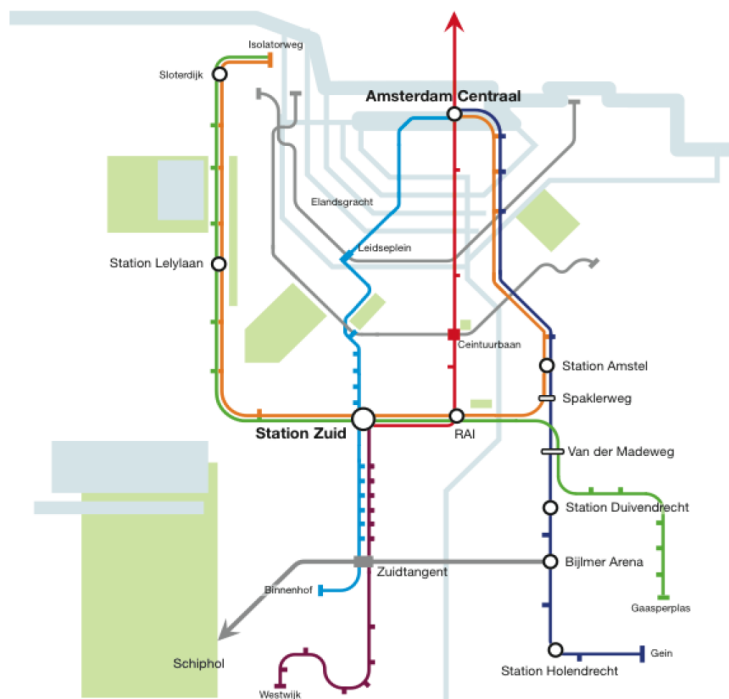 Isolatorweg
Sloterdijk
Amsterdam Centraal
Elandsgracht
Leidseplein
Station Lelylaan
Ceintuurbaan
Station Amstel
Spaklerweg
Station Zuid
RAI
Van der Madeweg
Station Duivendrecht
Zuidtangent
Bijlmer Arena
Binnenhof
Gaasperplas
Schiphol
Gein
Station Holendrecht
Westwijk